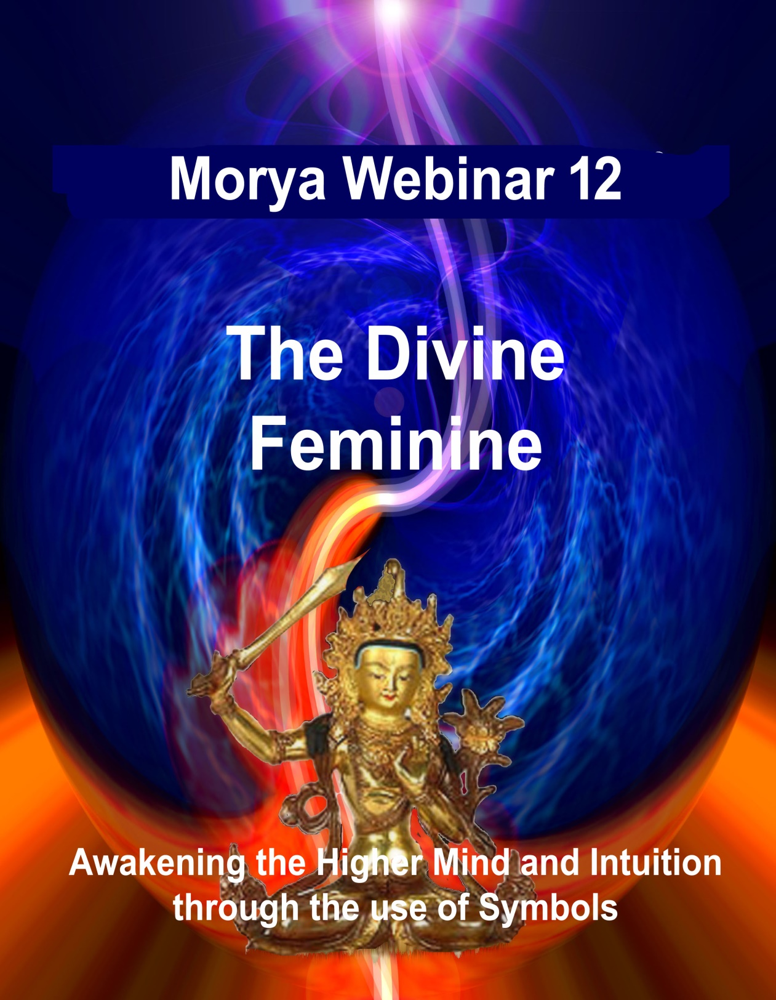 Morya Webinar 12
The Divine
Feminine
Awakening the Higher Mind and Intuition
through the use of Symbols